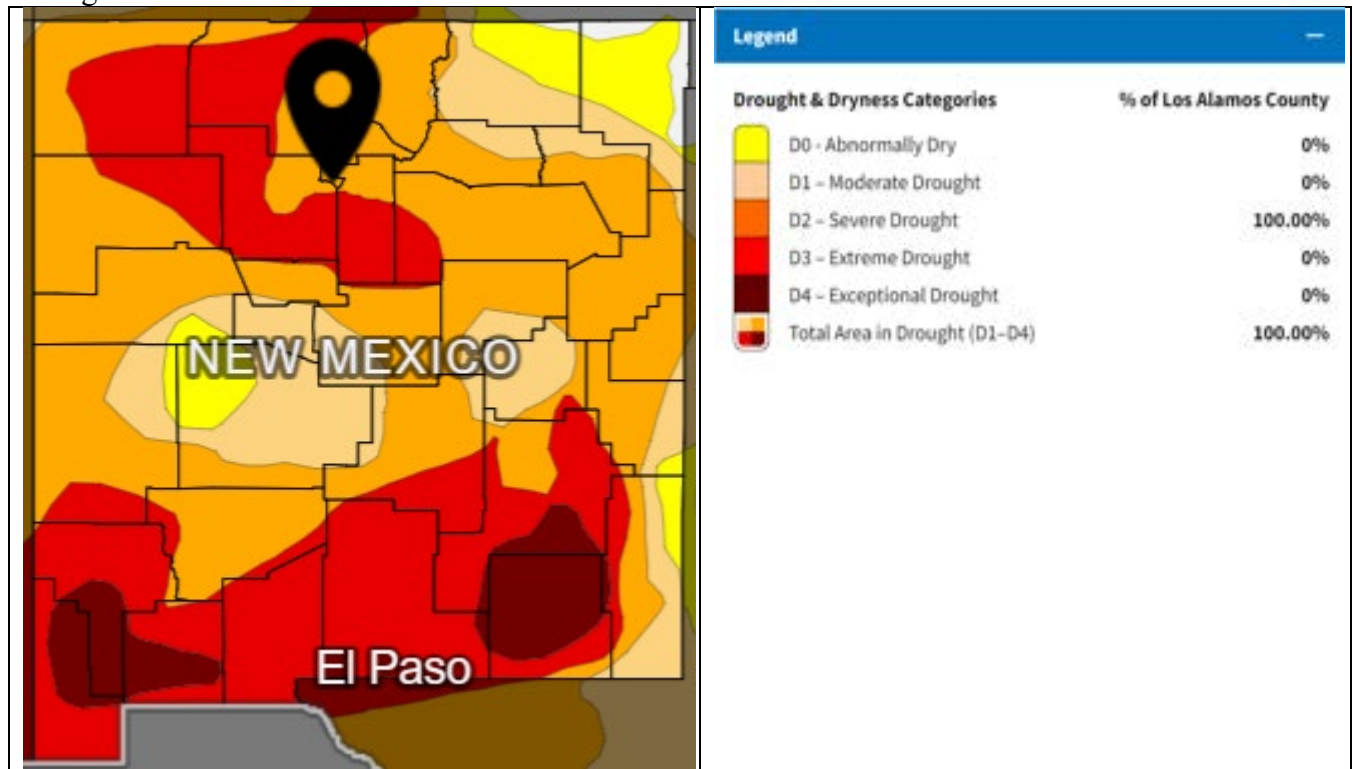 NEW MEXICO
El Paso
Legend
Drought & Dryness Categories % of Los Alamos County
D0 - Abnormally Dry 0%
D1 – Moderate Drought 0%
D2 – Severe Drought 100.00%
D3 – Extreme Drought 0%
D4 – Exceptional Drought 0%
Total Area in Drought (D1–D4) 100.00%